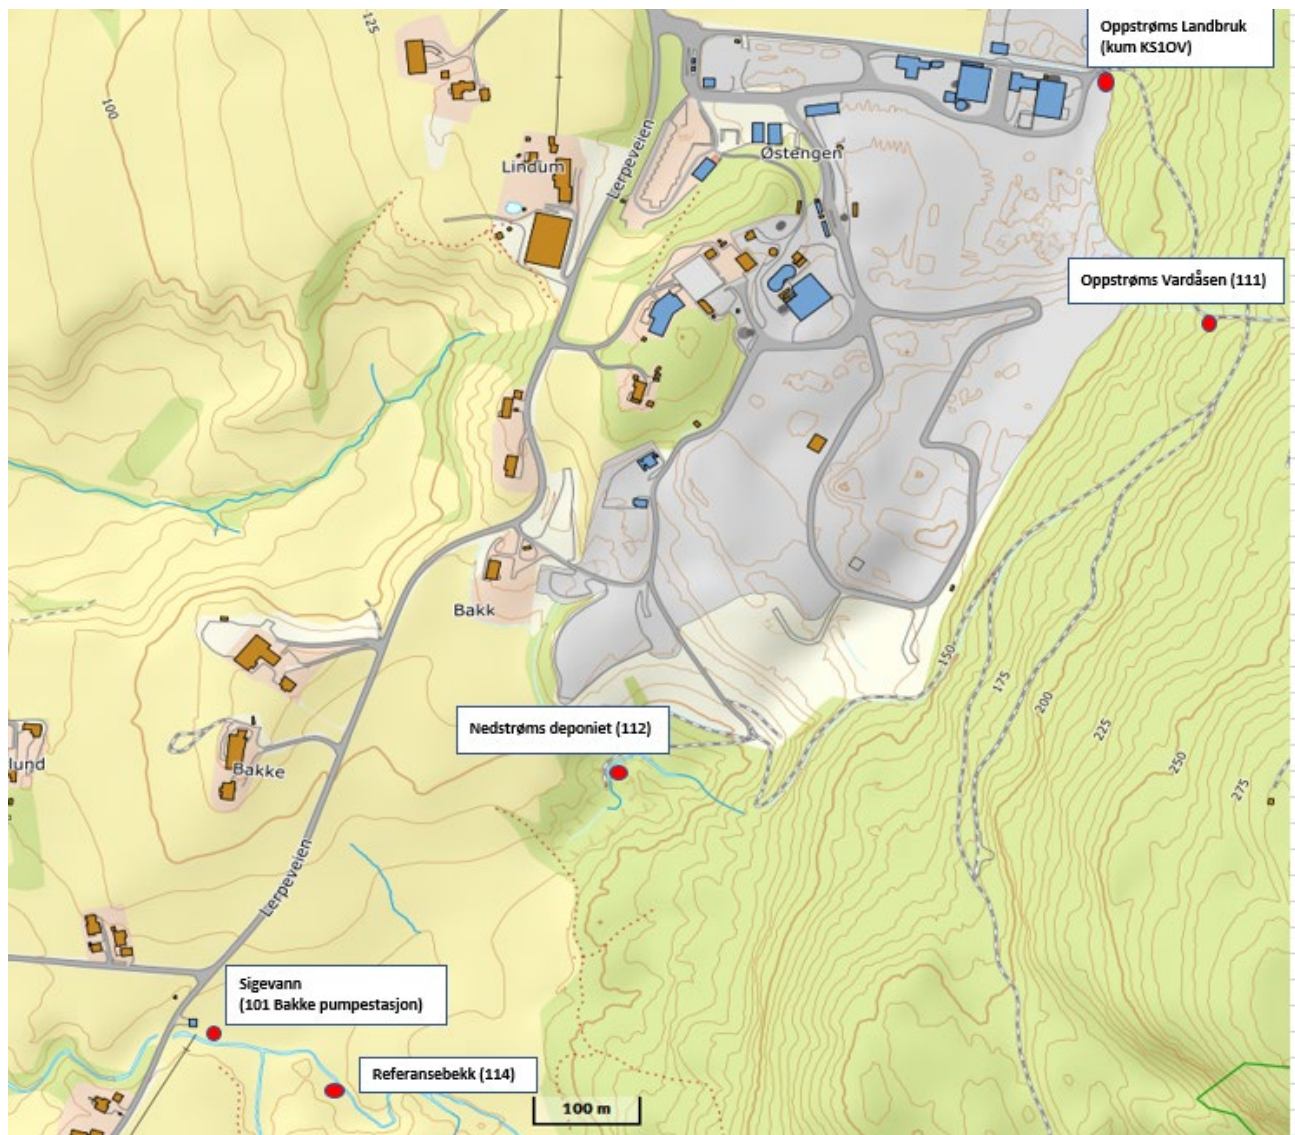 Oppstrøms Landbruk
(kum KS1OV)
125
100
Lerpeveien
Lindum
Østengen
Oppstrøms Vardåsen (111)
Bakk
150
175
200
225
250
275
Nedstrøms deponiet (112)
lund
Bakke
Lerpeveien
Sigevann
(101 Bakke pumpestasjon)
Referansebekk (114)
100 m